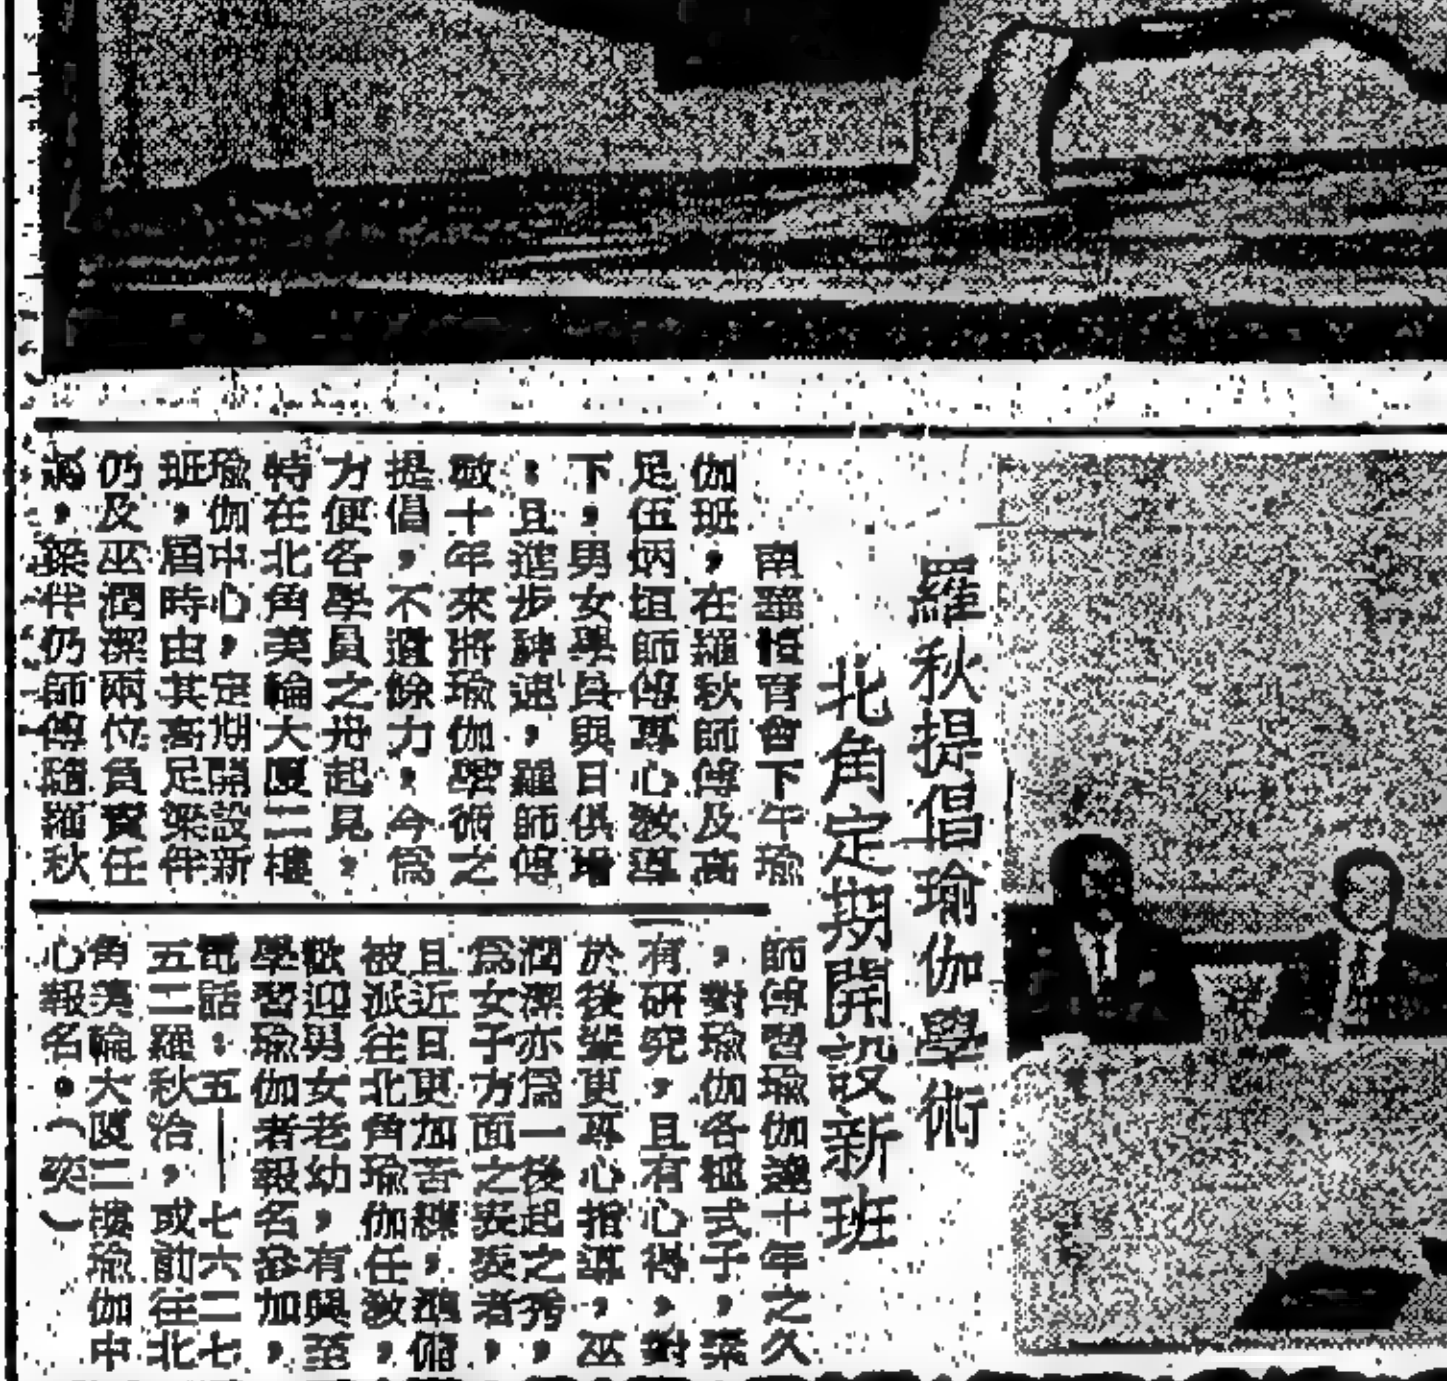 羅秋提倡瑜伽學術
北角定期開設新班
南華體育會下午瑜
伽班，在羅秋師傅及高
足伍炳垣師傅專心教導
下，男女學員與日俱增
：且進步神速，羅師傅
數十年來將瑜伽學術之
提倡，不遺餘力，今為
方便各學員之舟起見，
特在北角美輪大廈二樓
瑜伽中心，定期開設新
班，屆時由其高足梁伴
仍及巫潤潔兩位負責任
教，梁伴仍師傅隨羅秋
師傅習瑜伽達十年之久
，對瑜伽各種式子，素
有研究，且有心得，對
於後輩更專心指導，巫
潤潔亦為一後起之秀，
為女子方面之表表者，
且近日更加苦練，準備
被派往北角瑜伽任教，
歡迎男女老幼，有興至
學習瑜伽者報名參加，
電話：五—七六二七
五二羅秋洽，或前往北
角美輪大廈二樓瑜伽中
心報名。（奕）